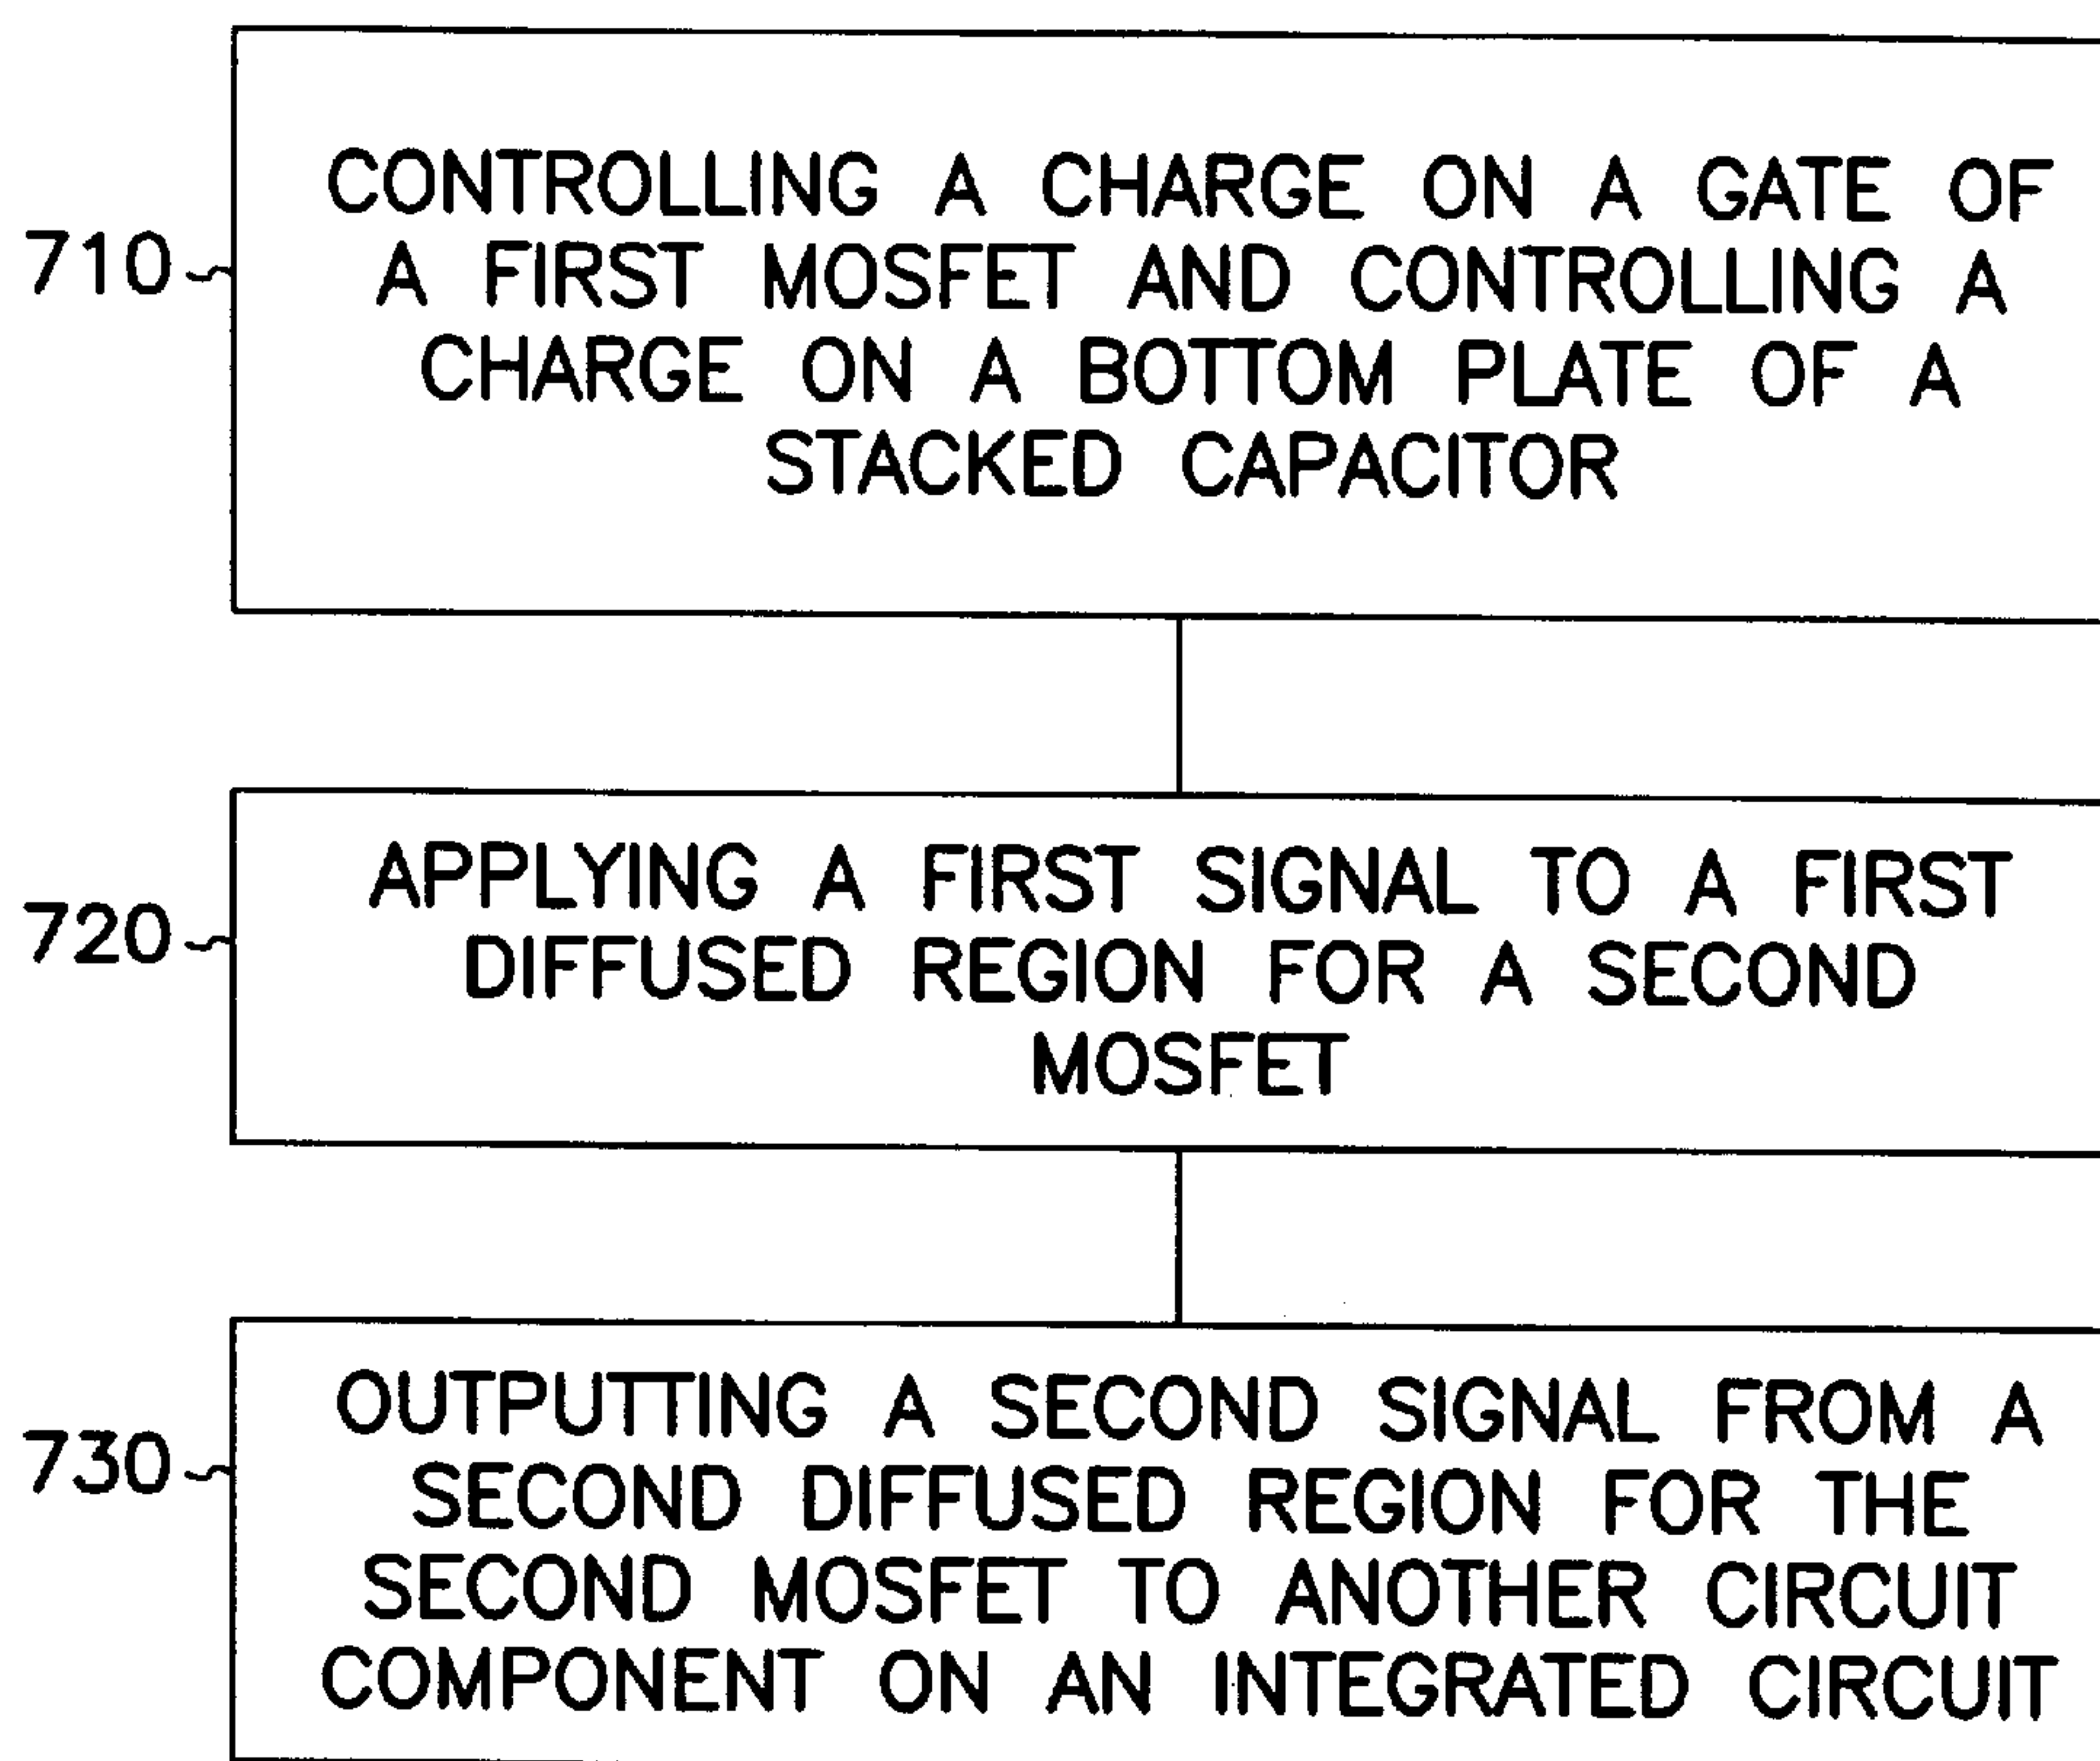 710
CONTROLLING A CHARGE ON A GATE OF
A FIRST MOSFET AND CONTROLLING A
CHARGE ON A BOTTOM PLATE OF A
STACKED CAPACITOR
720
APPLYING A FIRST SIGNAL TO A FIRST
DIFFUSED REGION FOR A SECOND
MOSFET
730
OUTPUTTING A SECOND SIGNAL FROM A
SECOND DIFFUSED REGION FOR THE
SECOND MOSFET TO ANOTHER CIRCUIT
COMPONENT ON AN INTEGRATED CIRCUIT